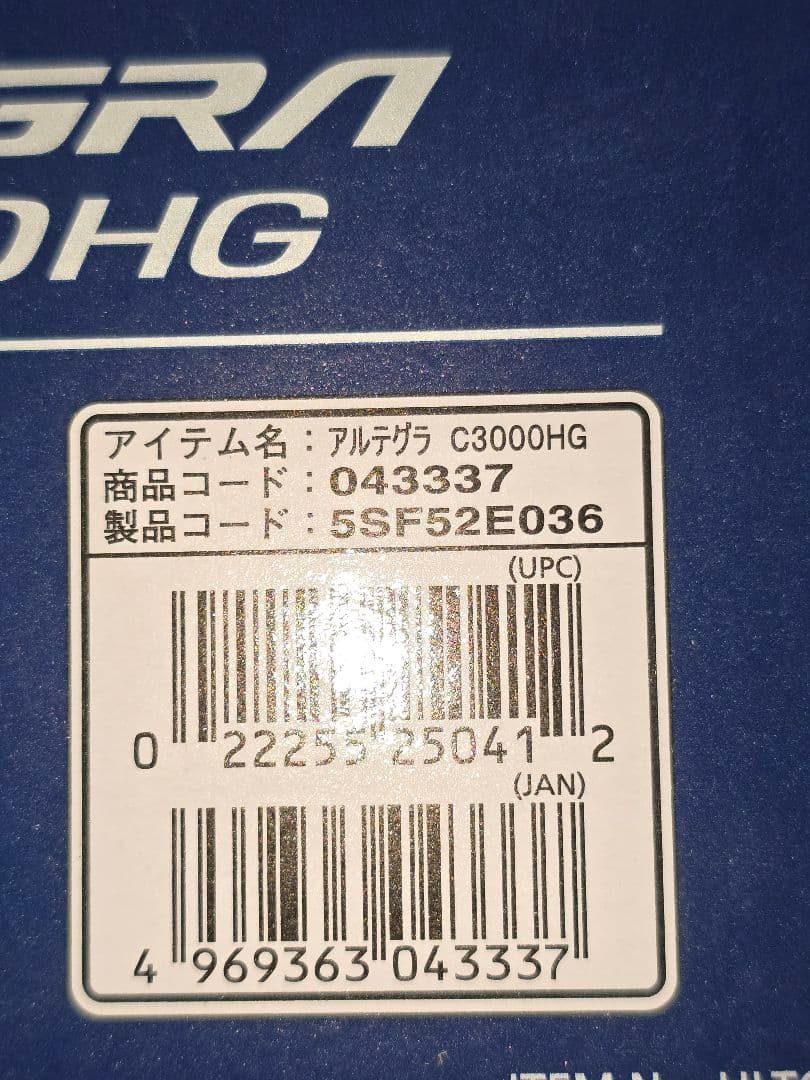 GRA
0HG
アイテム名：アルテグラ C3000HG
商品コード：043337
製品コード：5SF52E036
(UPC)
0 22255 25041 2
(JAN)
4 969363 043337